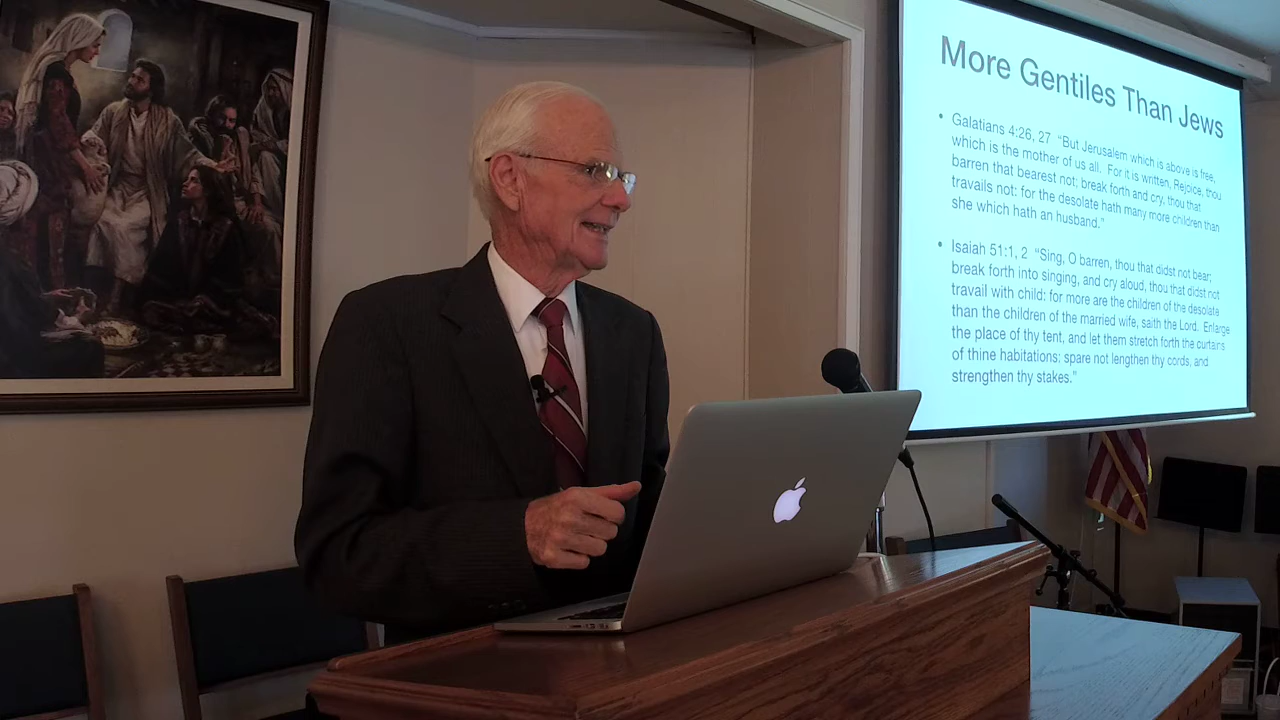 More Gentiles Than Jews
• Galatians 4:26, 27 "But Jerusalem which is above is free,
which is the mother of us all. For it is written, Rejoice, thou
barren that bearest not; break forth and cry, thou that
travails not: for the desolate hath many more children than
she which hath an husband."
• Isaiah 51:1, 2 "Sing, O barren, thou that didst not bear;
break forth into singing, and cry aloud, thou that didst not
travail with child: for more are the children of the desolate
than the children of the married wife, saith the Lord. Enlarge
the place of thy tent, and let them stretch forth the curtains
of thine habitations: spare not lengthen thy cords, and
strengthen thy stakes."